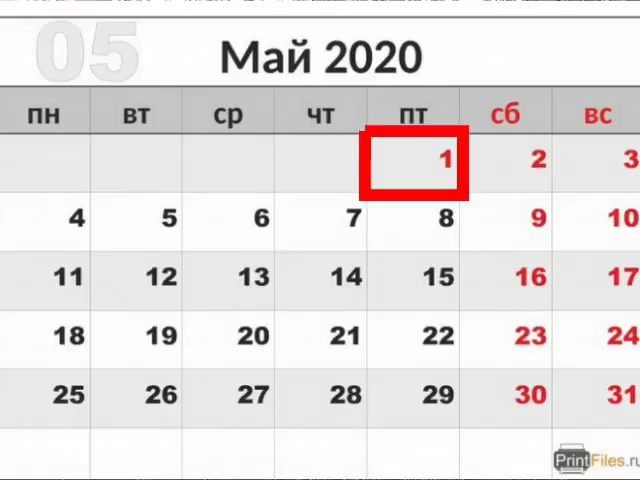 05 Май 2020
пн вт ср чт пт сб вс
1 2 3
4 5 6 7 8 9 10
11 12 13 14 15 16 17
18 19 20 21 22 23 24
25 26 27 28 29 30 31
PrintFiles.ru